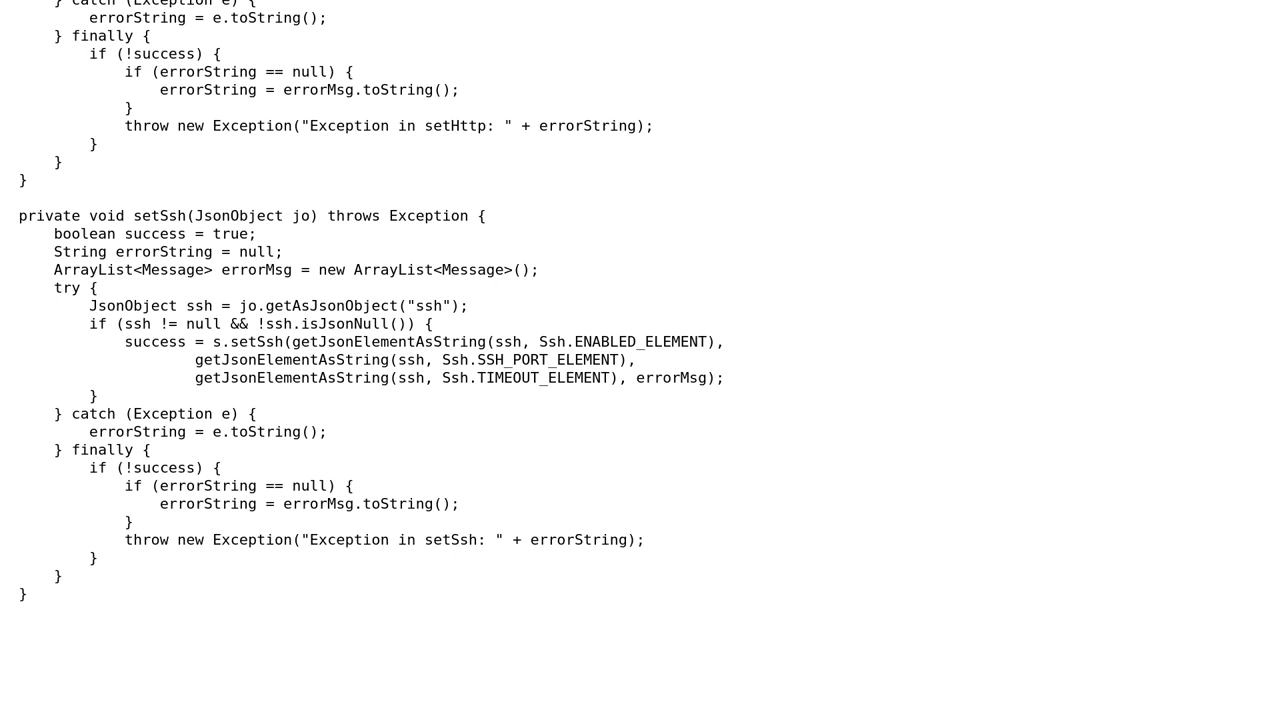 } catch (Exception e) {
        errorString = e.toString();
    } finally {
        if (!success) {
            if (errorString == null) {
                errorString = errorMsg.toString();
            }
            throw new Exception("Exception in setHttp: " + errorString);
        }
    }
}

private void setSsh(JsonObject jo) throws Exception {
    boolean success = true;
    String errorString = null;
    ArrayList<Message> errorMsg = new ArrayList<Message>();
    try {
        JsonObject ssh = jo.getAsJsonObject("ssh");
        if (ssh != null && !ssh.isJsonNull()) {
            success = s.setSsh(getJsonElementAsString(ssh, Ssh.ENABLED_ELEMENT),
                    getJsonElementAsString(ssh, Ssh.SSH_PORT_ELEMENT),
                    getJsonElementAsString(ssh, Ssh.TIMEOUT_ELEMENT), errorMsg);
        }
    } catch (Exception e) {
        errorString = e.toString();
    } finally {
        if (!success) {
            if (errorString == null) {
                errorString = errorMsg.toString();
            }
            throw new Exception("Exception in setSsh: " + errorString);
        }
    }
}